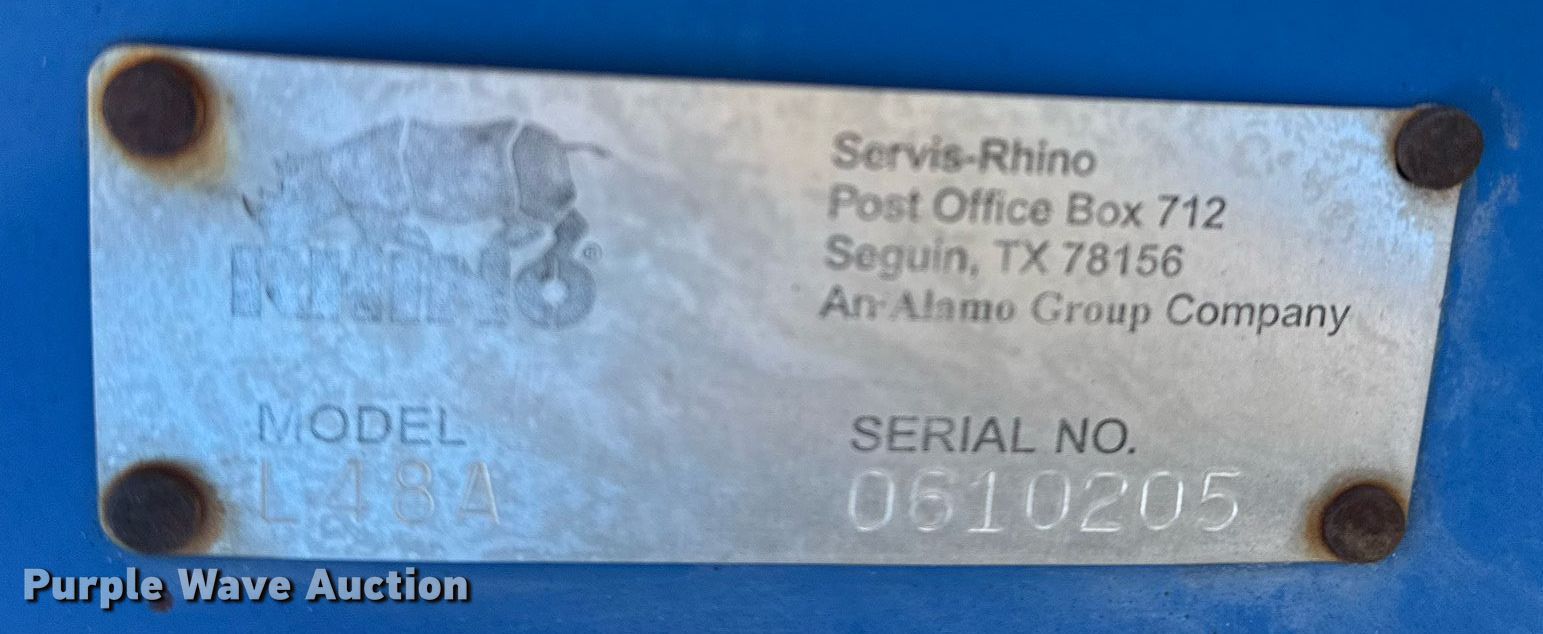 RHINO®
Servis-Rhino
Post Office Box 712
Seguin, TX 78156
An Alamo Group Company
MODEL
L48A
SERIAL NO.
0610205
Purple Wave Auction